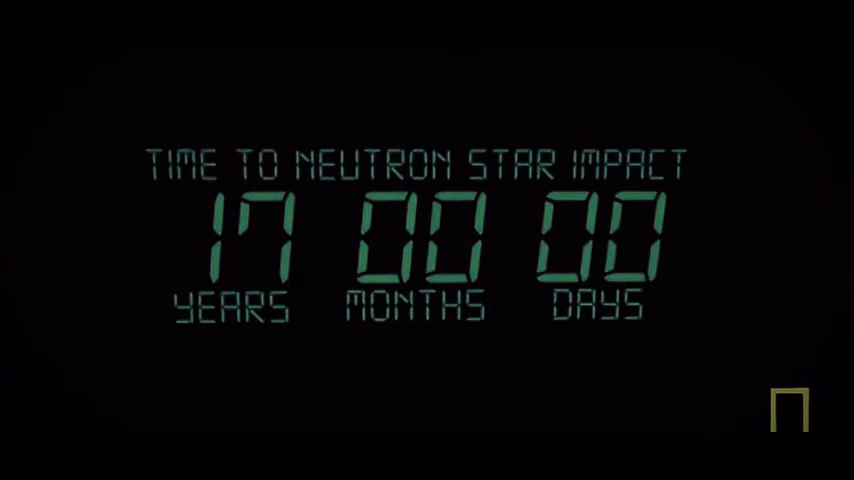 TIME TO NEUTRON STAR IMPACT
17 00 00
YEARS MONTHS DAYS